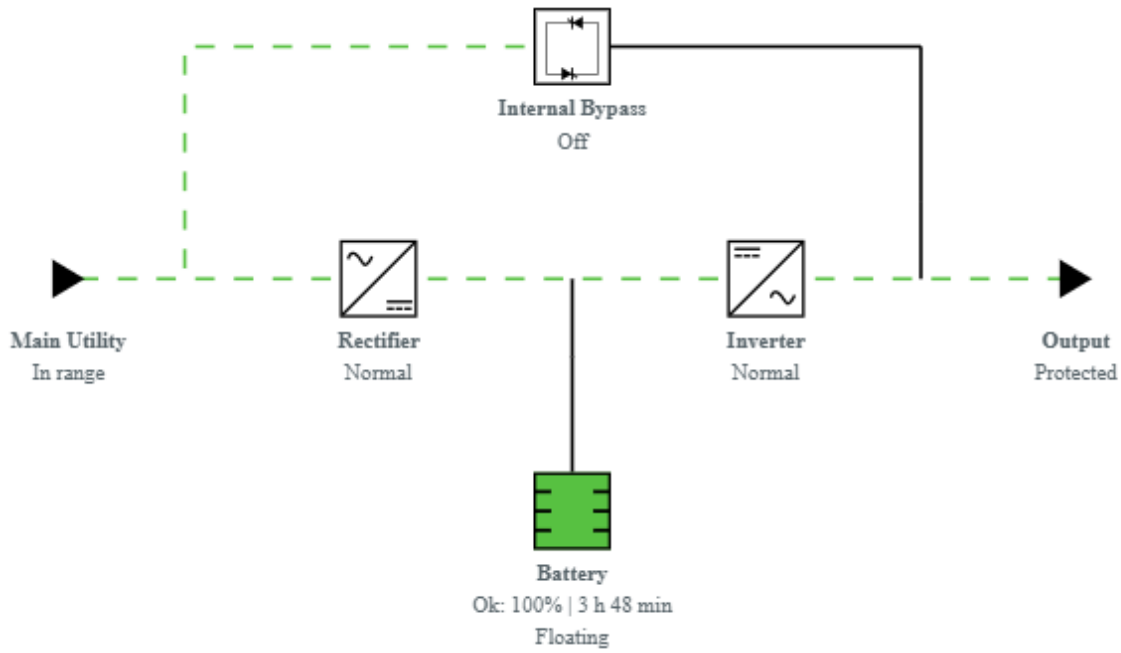 Internal Bypass
Off
Main Utility
In range
Rectifier
Normal
Inverter
Normal
Output
Protected
Battery
Ok: 100% | 3 h 48 min
Floating